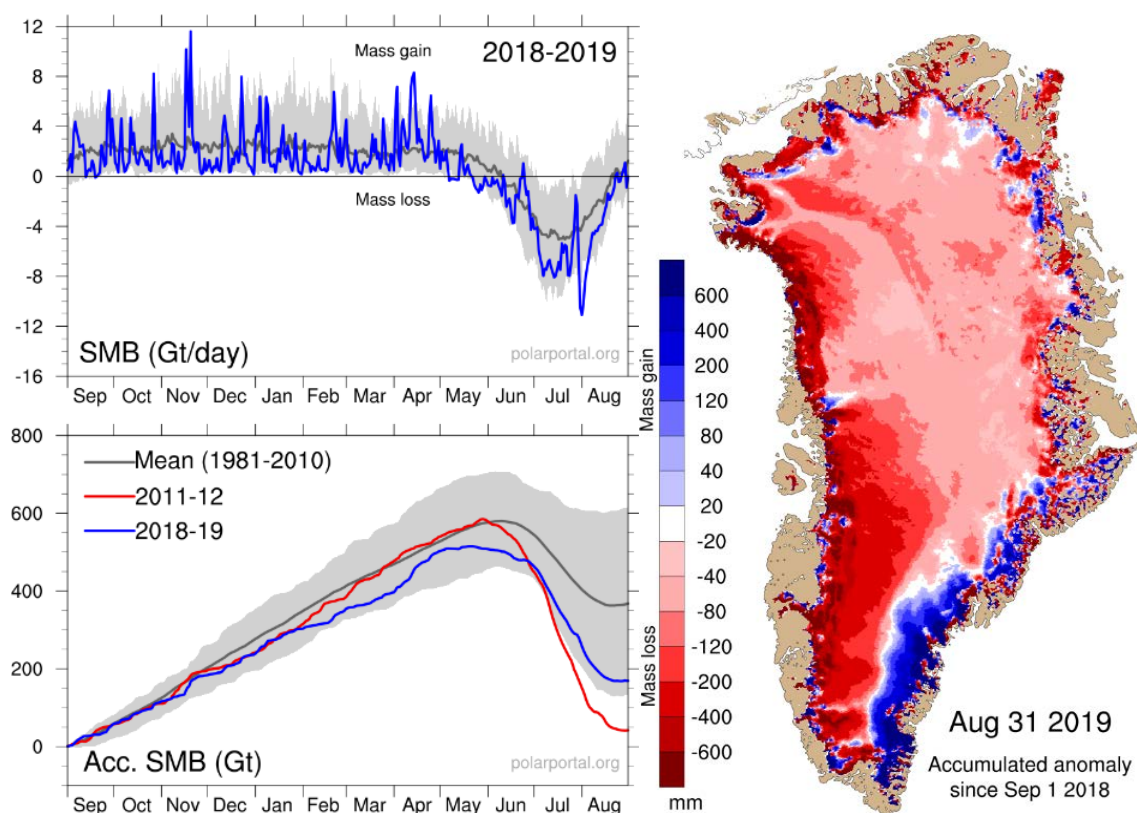 12
8
4
0
-4
-8
-12
-16
Mass gain
2018-2019
Mass loss
SMB (Gt/day)
polarportal.org
Sep Oct Nov Dec Jan Feb Mar Apr May Jun Jul Aug
800
600
400
200
0
Mean (1981-2010)
2011-12
2018-19
Acc. SMB (Gt)
polarportal.org
Sep Oct Nov Dec Jan Feb Mar Apr May Jun Jul Aug
Mass gain
Mass loss
600
400
200
120
80
40
20
-20
-40
-80
-120
-200
-400
-600
mm
Aug 31 2019
Accumulated anomaly
since Sep 1 2018